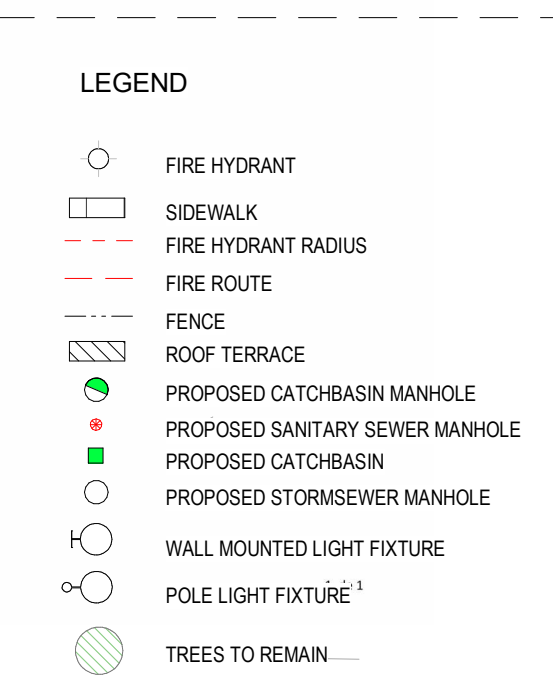 LEGEND
FIRE HYDRANT
SIDEWALK
FIRE HYDRANT RADIUS
FIRE ROUTE
FENCE
ROOF TERRACE
PROPOSED CATCHBASIN MANHOLE
PROPOSED SANITARY SEWER MANHOLE
PROPOSED CATCHBASIN
PROPOSED STORMSEWER MANHOLE
WALL MOUNTED LIGHT FIXTURE
POLE LIGHT FIXTURE 1
TREES TO REMAIN